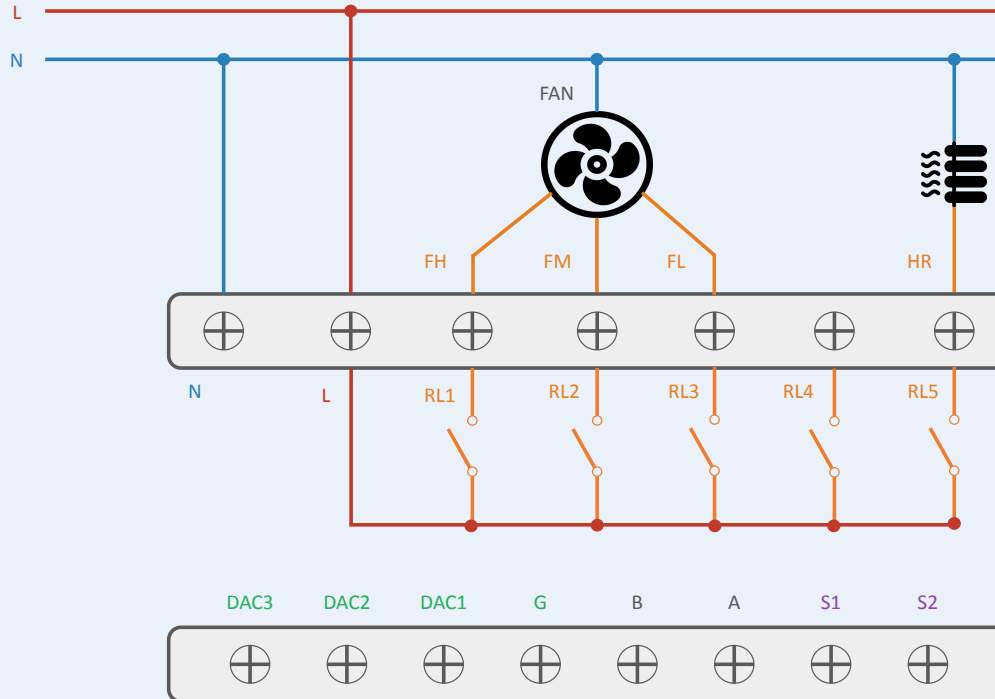 L
N
FAN
FH FM FL HR
N L RL1 RL2 RL3 RL4 RL5
DAC3 DAC2 DAC1 G B A S1 S2